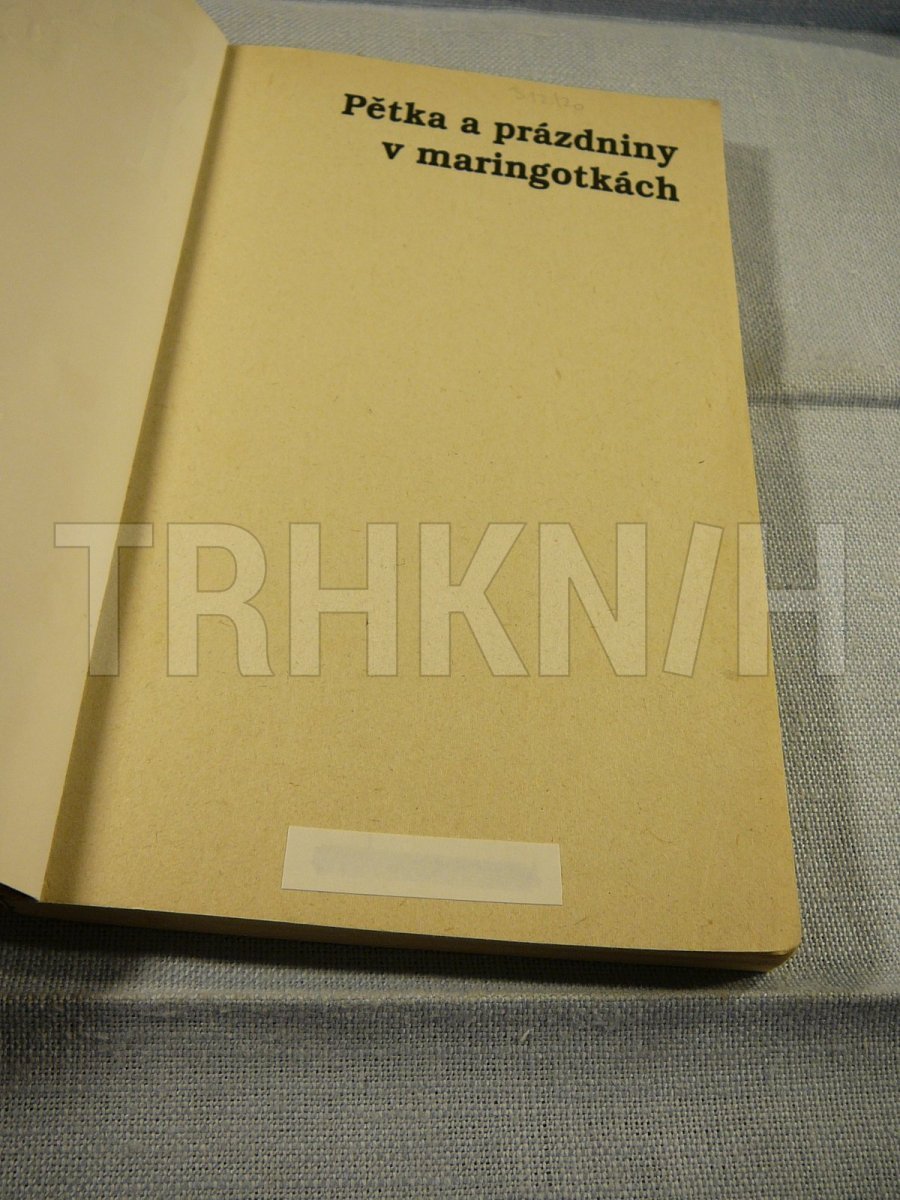 Pětka a prázdniny
v maringotkách
TRHKNIH